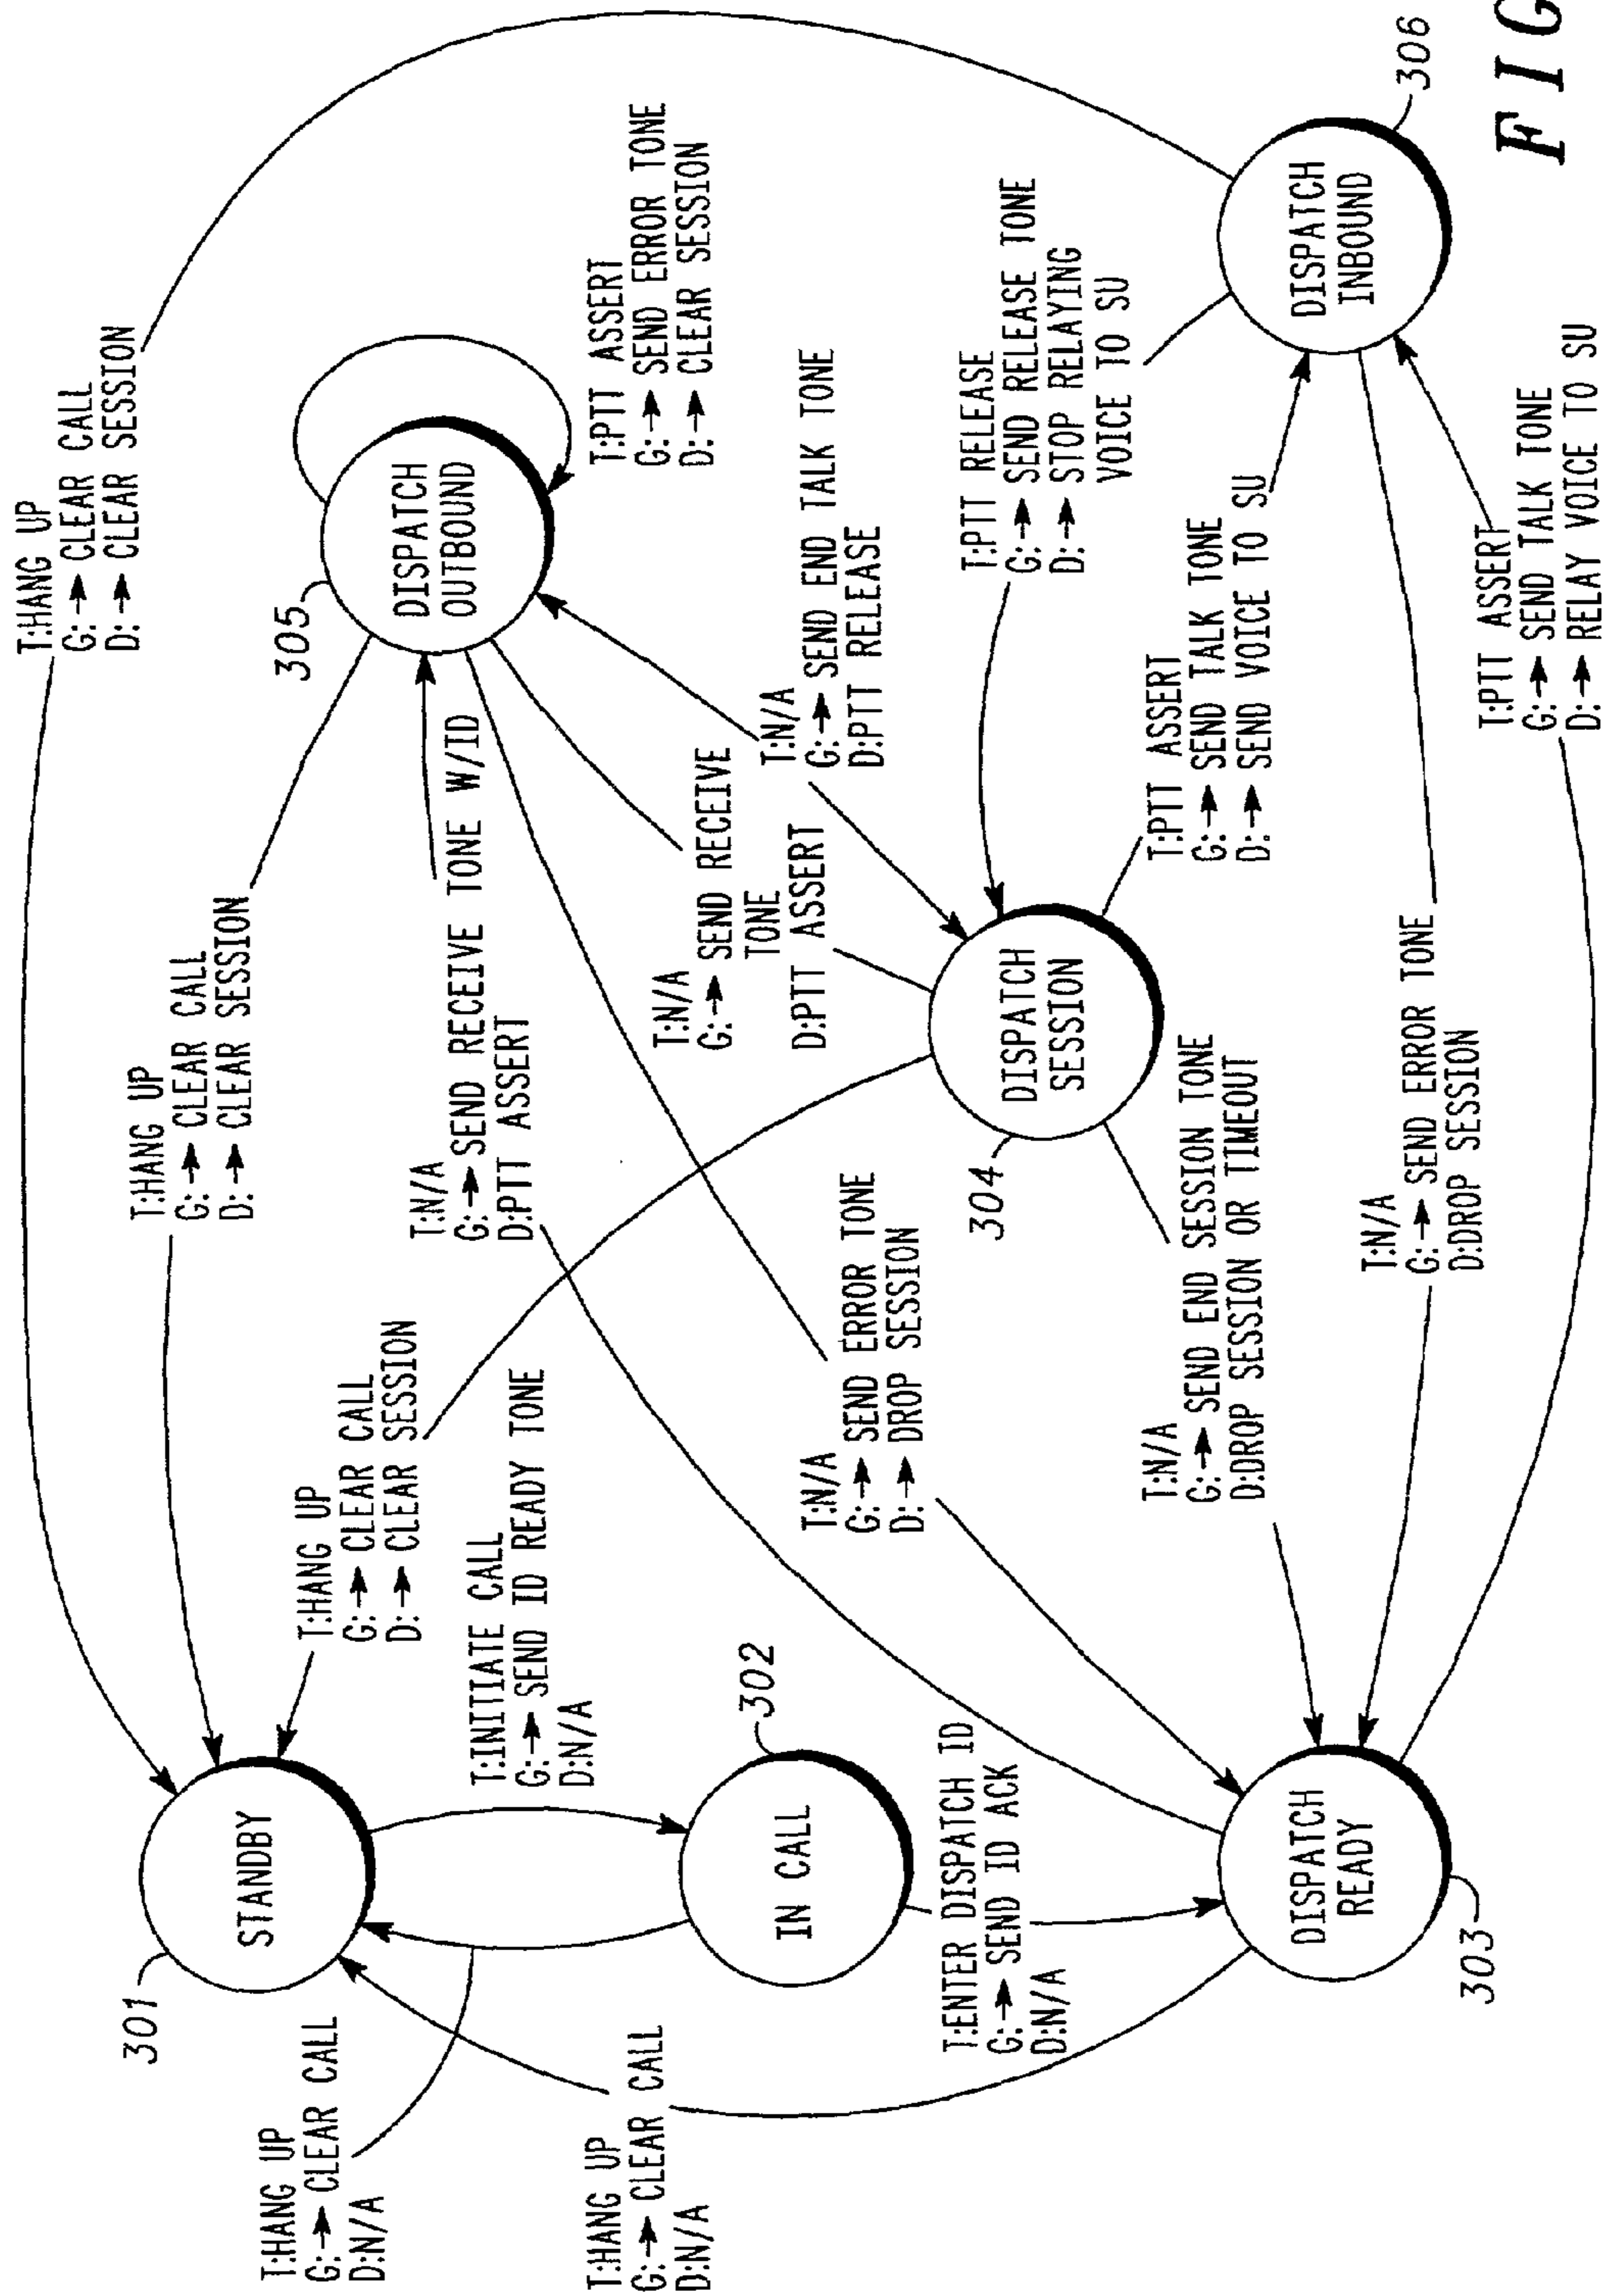 T:HANG UP
G:→CLEAR CALL
D:N/A
301
STANDBY
T:HANG UP
G:→CLEAR CALL
D:→CLEAR SESSION
T:HANG UP
G:→CLEAR CALL
D:→CLEAR SESSION
T:HANG UP
G:→CLEAR CALL
D:→CLEAR SESSION
305
DISPATCH
OUTBOUND
T:PTT ASSERT
G:→SEND ERROR TONE
D:→CLEAR SESSION
T:INITIATE CALL
G:→SEND ID READY TONE
D:N/A
T:N/A
G:→SEND RECEIVE TONE W/ID
D:PTT ASSERT
T:HANG UP
G:→CLEAR CALL
D:N/A
IN CALL
302
T:N/A
G:→SEND ERROR TONE
D:→DROP SESSION
T:N/A
G:→SEND RECEIVE
TONE
D:PTT ASSERT
T:N/A
G:→SEND END TALK TONE
D:PTT RELEASE
T:ENTER DISPATCH ID
G:→SEND ID ACK
D:N/A
304
DISPATCH
SESSION
T:PTT RELEASE
G:→SEND RELEASE TONE
D:→STOP RELAYING
VOICE TO SU
T:N/A
G:→SEND END SESSION TONE
D:DROP SESSION OR TIMEOUT
T:PTT ASSERT
G:→SEND TALK TONE
D:→SEND VOICE TO SU
DISPATCH
READY
303
T:N/A
G:→SEND ERROR TONE
D:DROP SESSION
DISPATCH
INBOUND
306
T:PTT ASSERT
G:→SEND TALK TONE
D:→RELAY VOICE TO SU
FIG